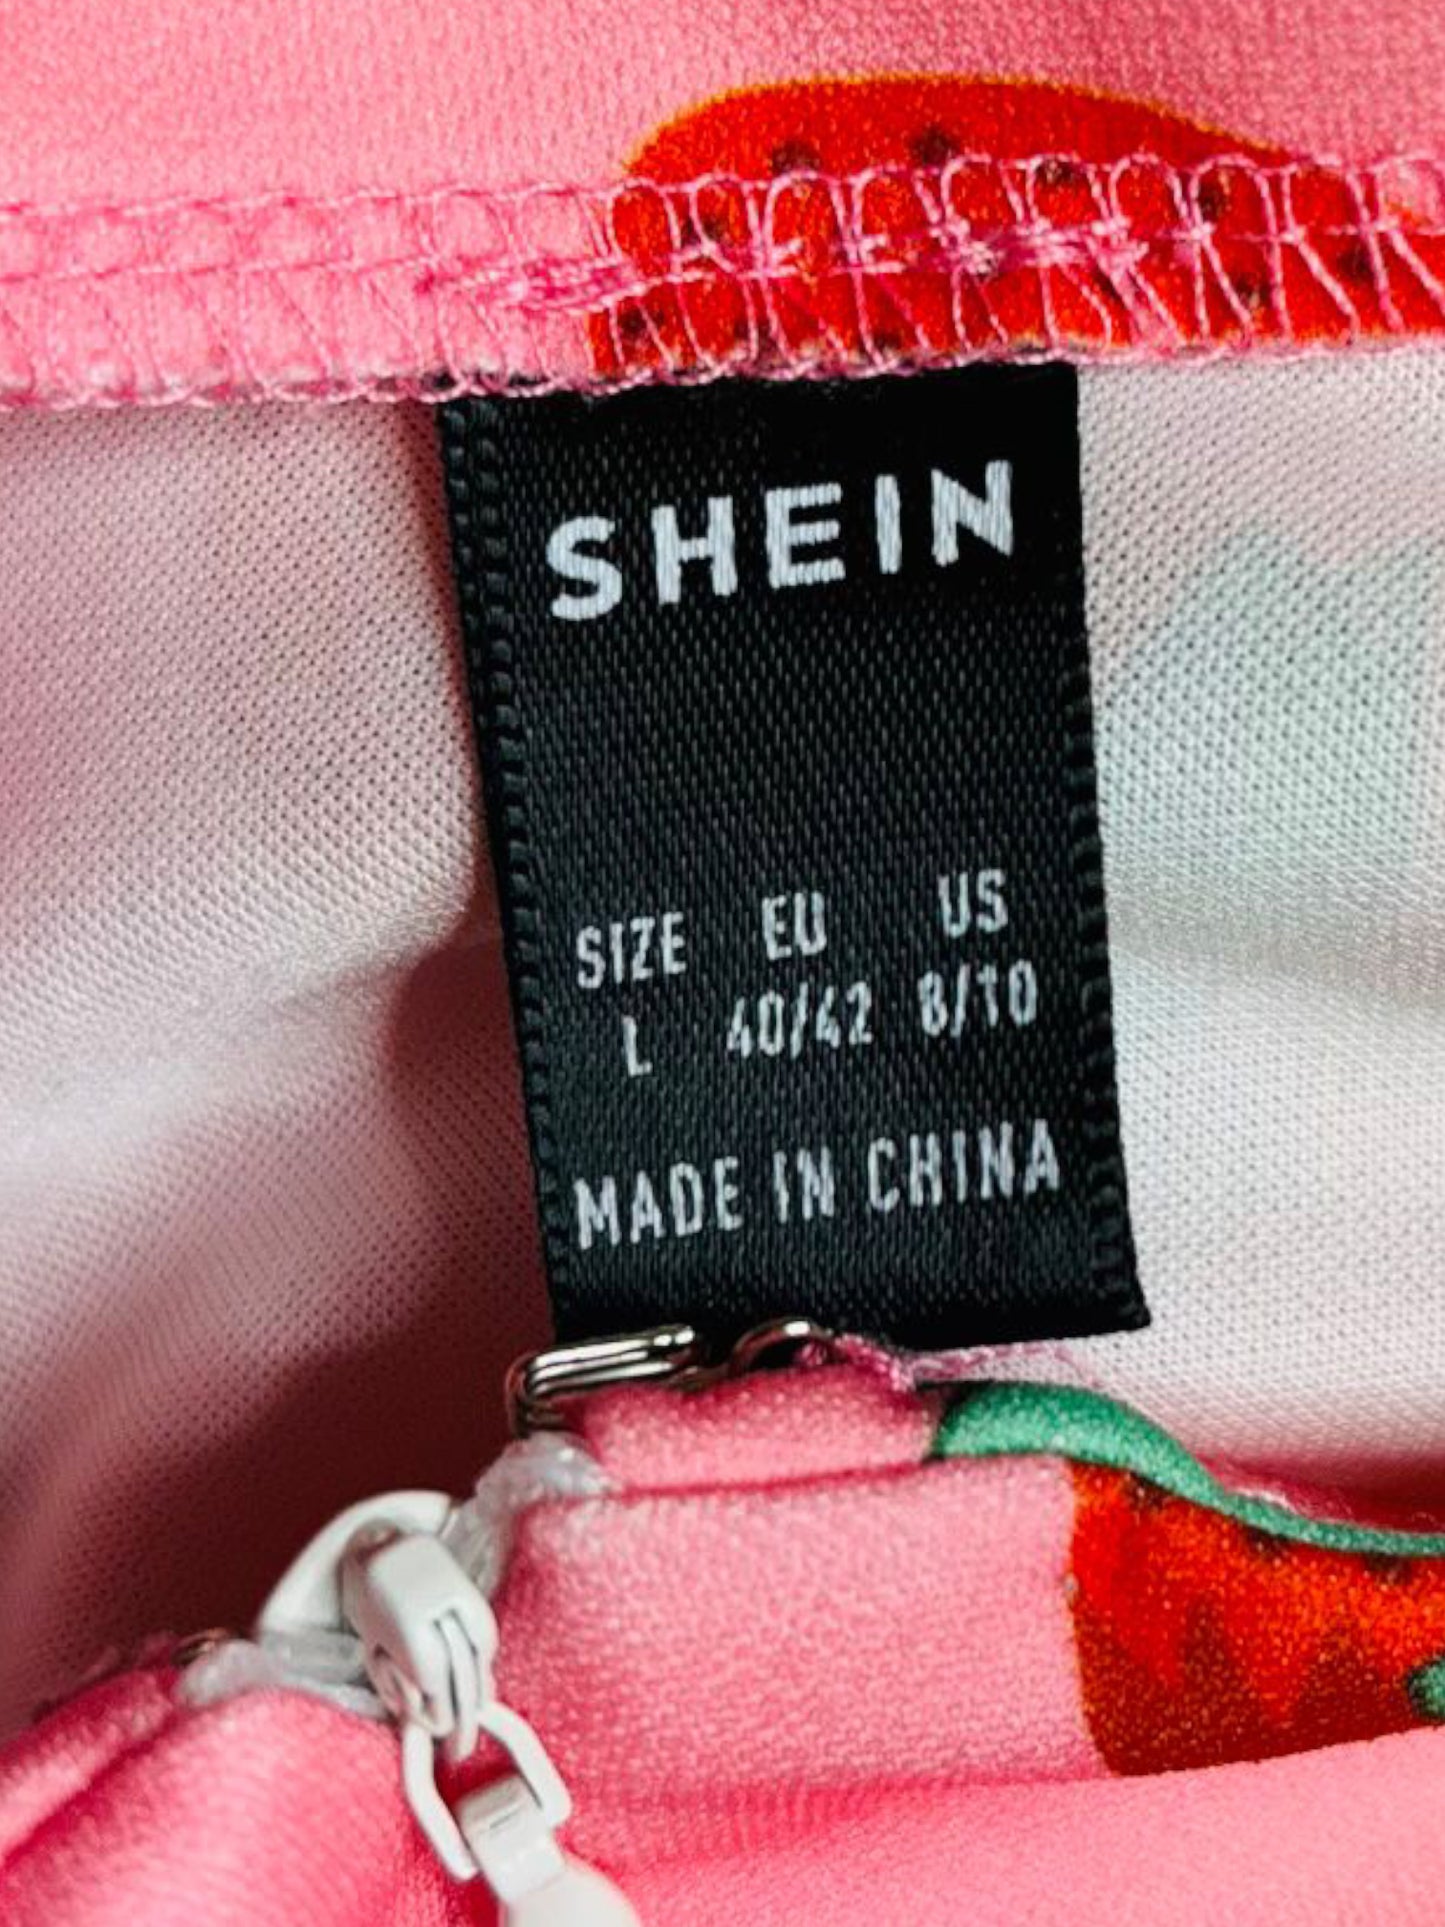 SHEIN
SIZE EU US
L 40/42 8/10
MADE IN CHINA